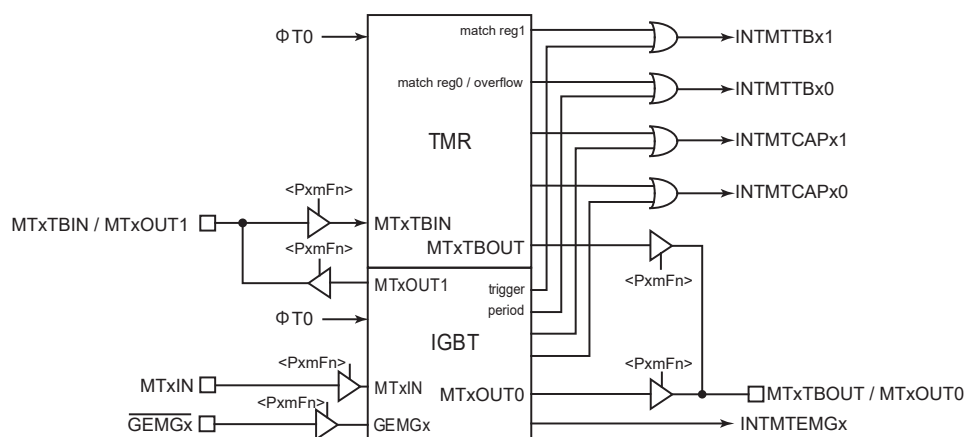 ΦT0
match reg1
INTMTTBx1
match reg0 / overflow
INTMTTBx0
TMR
INTMTCAPx1
<PxmFn>
INTMTCAPx0
MTxTBIN / MTxOUT1
MTxTBIN
<PxmFn>
MTxTBOUT
<PxmFn>
MTxOUT1
trigger
ΦT0
period
IGBT
<PxmFn>
<PxmFn>
MTxIN
MTxIN
MTxOUT0
MTxTBOUT / MTxOUT0
<PxmFn>
GEMGx
GEMGx
INTMTEMGx